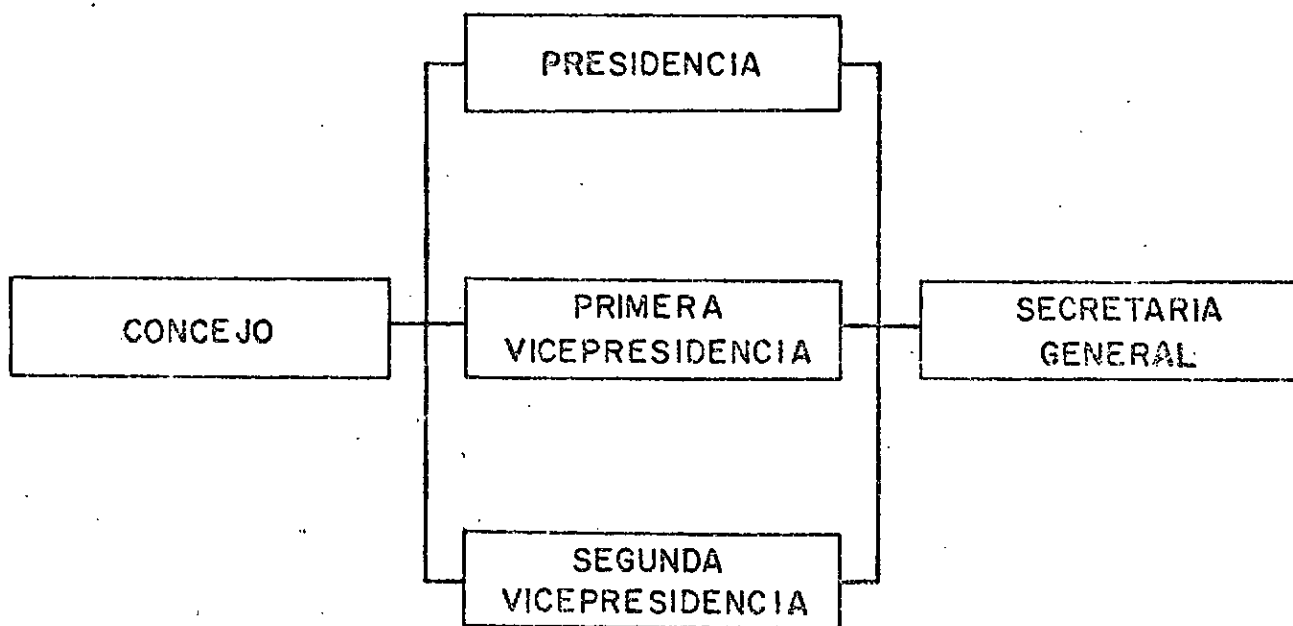 PRESIDENCIA
CONCEJO
PRIMERA
VICEPRESIDENCIA
SECRETARIA
GENERAL
SEGUNDA
VICEPRESIDENCIA